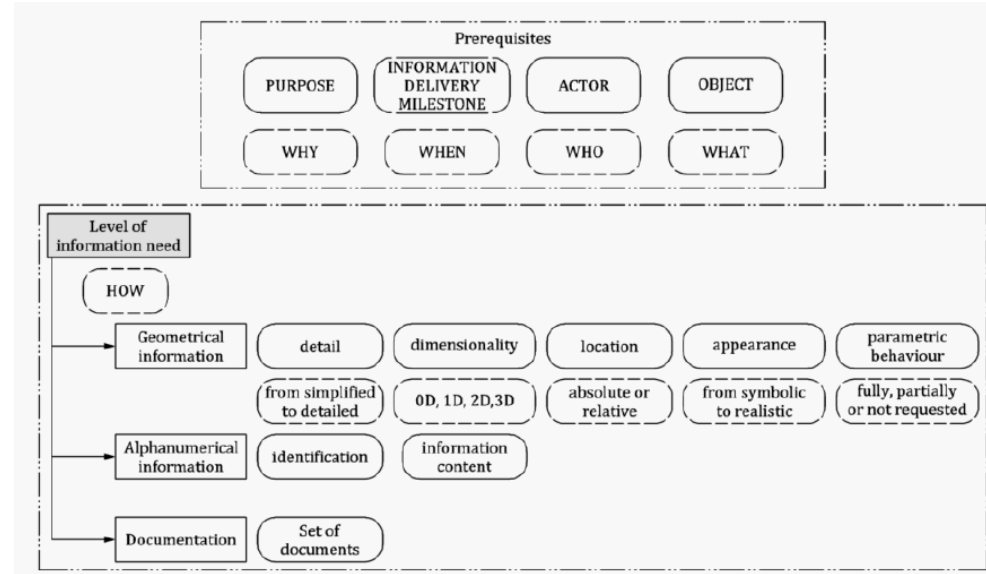 Prerequisites
PURPOSE
INFORMATION
DELIVERY
MILESTONE
ACTOR
OBJECT
WHY
WHEN
WHO
WHAT
Level of
information need
HOW
Geometrical
information
detail
dimensionality
location
appearance
parametric
behaviour
from simplified
to detailed
0D, 1D, 2D,3D
absolute or
relative
from symbolic
to realistic
fully, partially
or not requested
Alphanumerical
information
identification
information
content
Documentation
Set of
documents